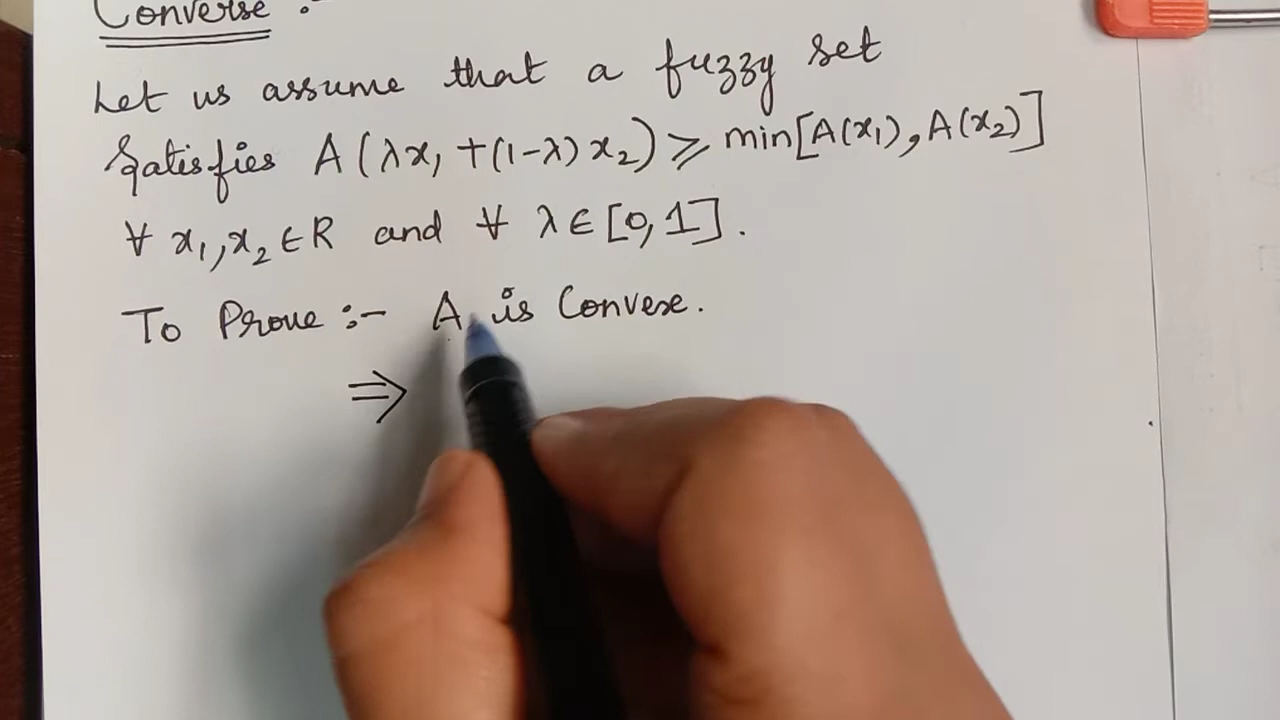 Converse :-
Let us assume that a fuzzy set
Satisfies A(λx₁ +(1-λ)x₂) ⩾ min[A(x₁), A(x₂)]
∀ x₁, x₂ ∈ R and ∀ λ ∈ [0, 1].
To Prove :- A is Convex.
⇒